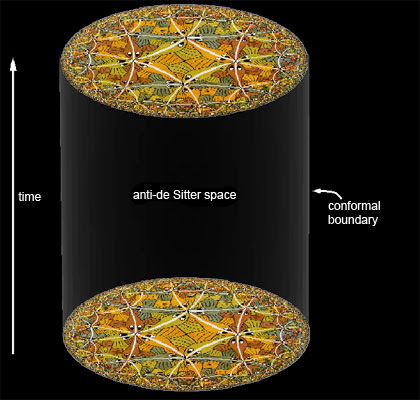 anti-de Sitter space
time
conformal
boundary